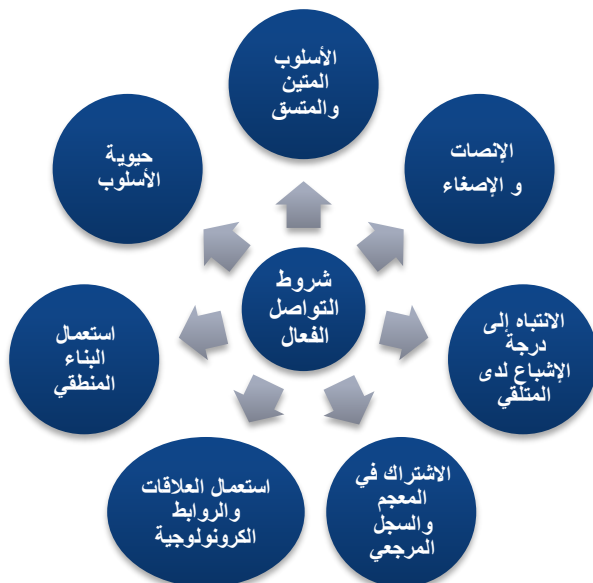 الأسلوب
المتين
والمتسق
الإنصات
و الإصغاء
الانتباه إلى
درجة
الإشباع لدى
المتلقي
الاشتراك في
المعجم
والسجل
المرجعي
استعمال العلاقات
والروابط
الكرونولوجية
استعمال
البناء
المنطقي
حيوية
الأسلوب
شروط
التواصل
الفعال